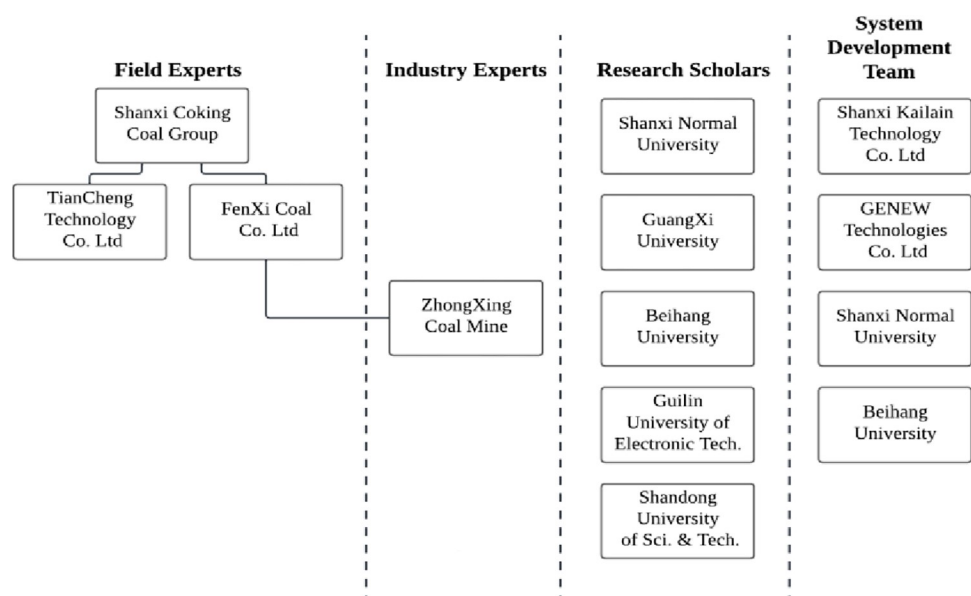 Field Experts
Shanxi Coking
Coal Group
TianCheng
Technology
Co. Ltd
FenXi Coal
Co. Ltd
Industry Experts
ZhongXing
Coal Mine
Research Scholars
Shanxi Normal
University
GuangXi
University
Beihang
University
Guilin
University of
Electronic Tech.
Shandong
University
of Sci. & Tech.
System
Development
Team
Shanxi Kailain
Technology
Co. Ltd
GENEW
Technologies
Co. Ltd
Shanxi Normal
University
Beihang
University